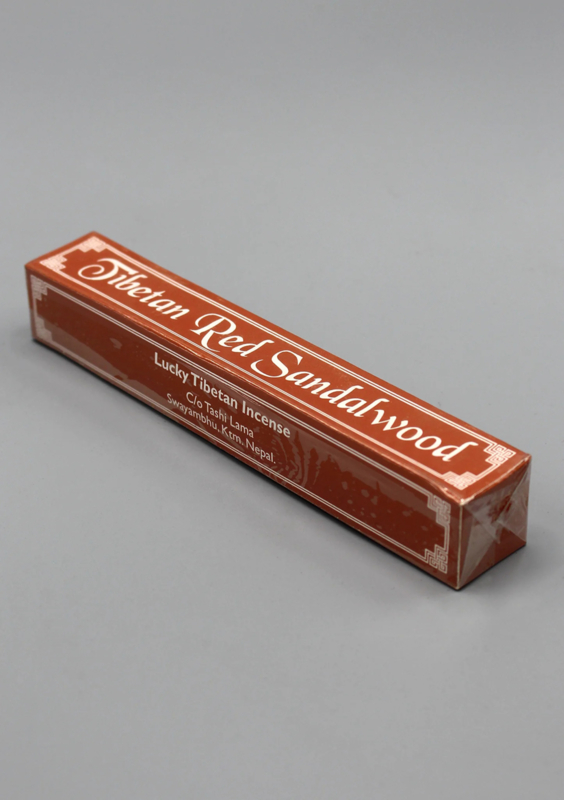 Tibetan Red Sandalwood
Lucky Tibetan Incense
C/o Tashi Lama
Swayambhu, Ktm. Nepal.